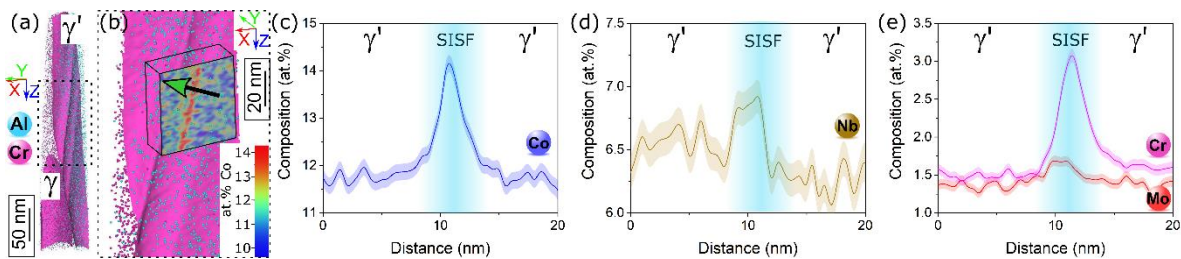 (a)
γ'
Y
X
Z
Al
Cr
γ
50 nm
(b)
Y
X
Z
20 nm
14
13
12
11
10
at. % Co
(c)
15
14
13
12
11
Composition (at.%)
γ' SISF γ'
Co
0 5 10 15 20
Distance (nm)
(d)
7.5
7.0
6.5
6.0
Composition (at.%)
γ' SISF γ'
Nb
0 5 10 15 20
Distance (nm)
(e)
3.5
3.0
2.5
2.0
1.5
1.0
Composition (at.%)
γ' SISF γ'
Cr
Mo
0 5 10 15 20
Distance (nm)